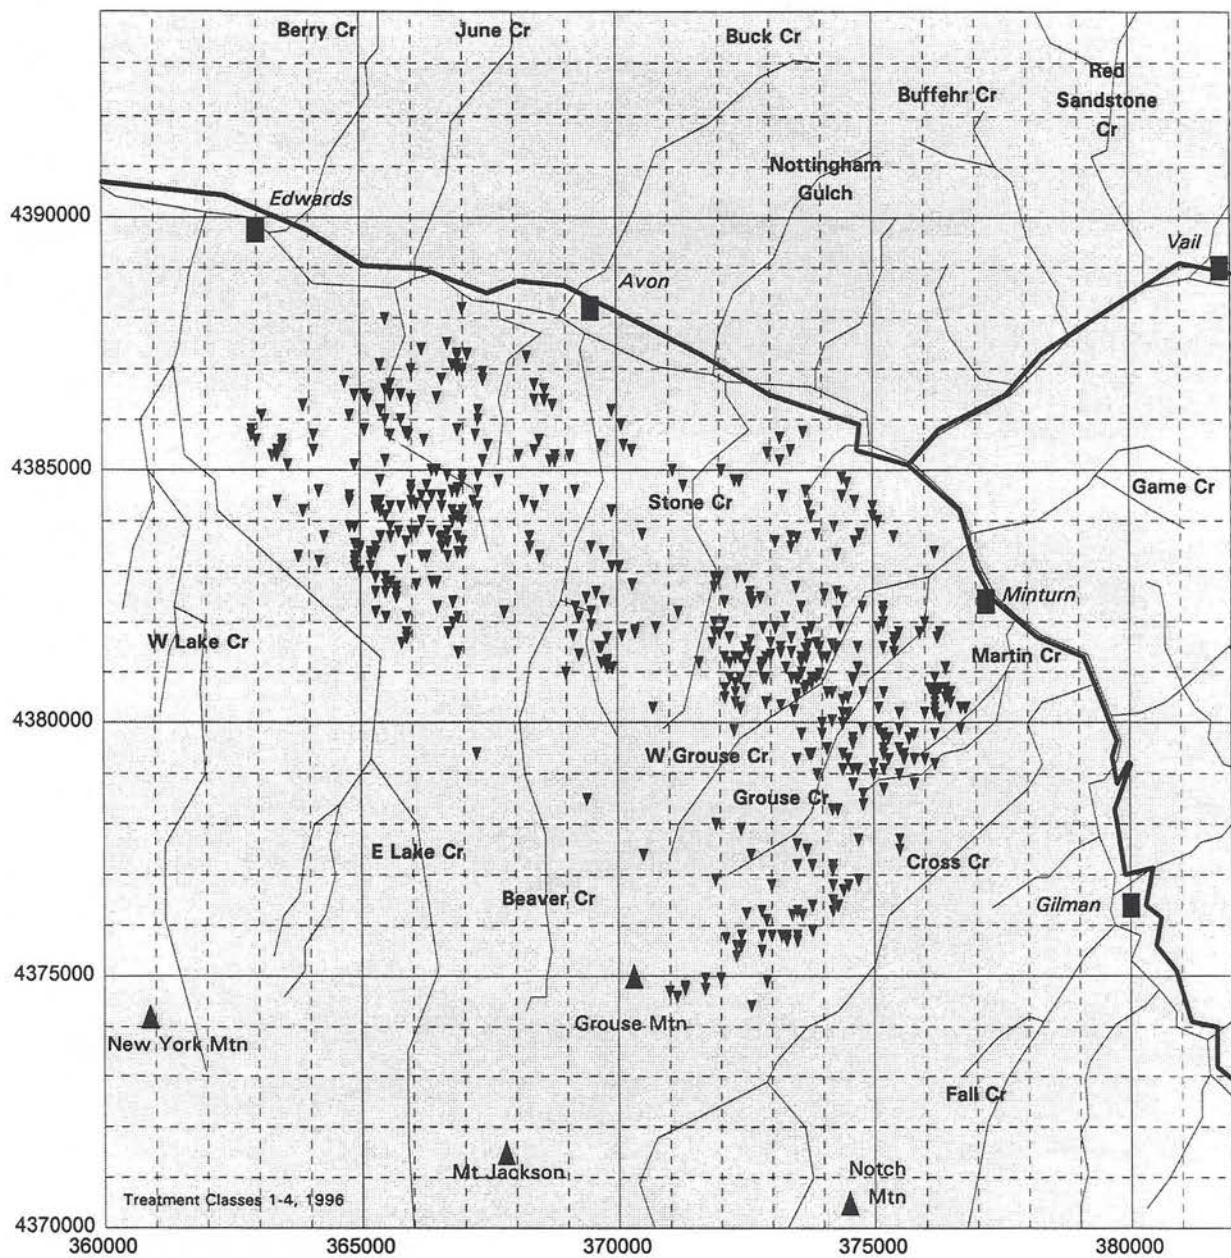 Berry Cr
June Cr
Buck Cr
Red
Sandstone
Cr
Buffehr Cr
Nottingham
Gulch
4390000
Edwards
Vail
Avon
4385000
Stone Cr
Game Cr
W Lake Cr
Minturn
Martin Cr
4380000
W Grouse Cr
Grouse Cr
E Lake Cr
Cross Cr
Beaver Cr
Gilman
4375000
Grouse Mtn
New York Mtn
Fall Cr
Mt Jackson
Notch
Mtn
Treatment Classes 1-4, 1996
4370000
360000 365000 370000 375000 380000